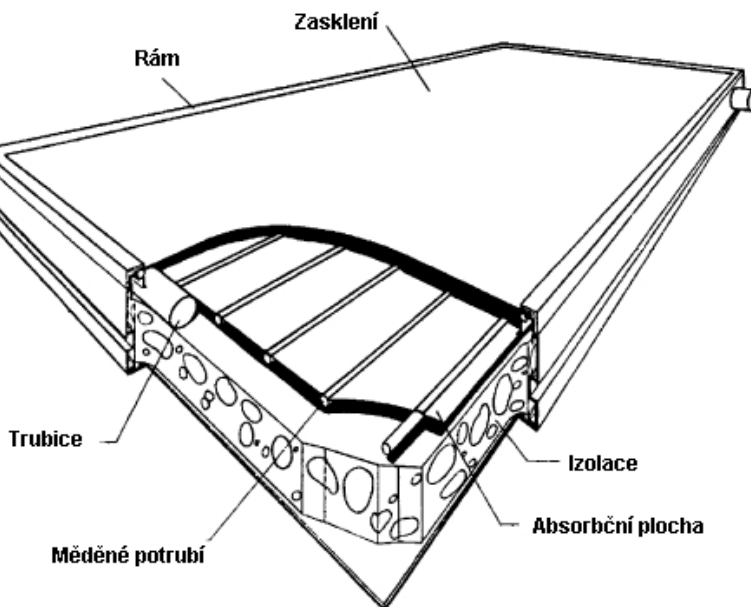 Zasklení
Rám
Trubice
Izolace
Absorbční plocha
Měděné potrubí